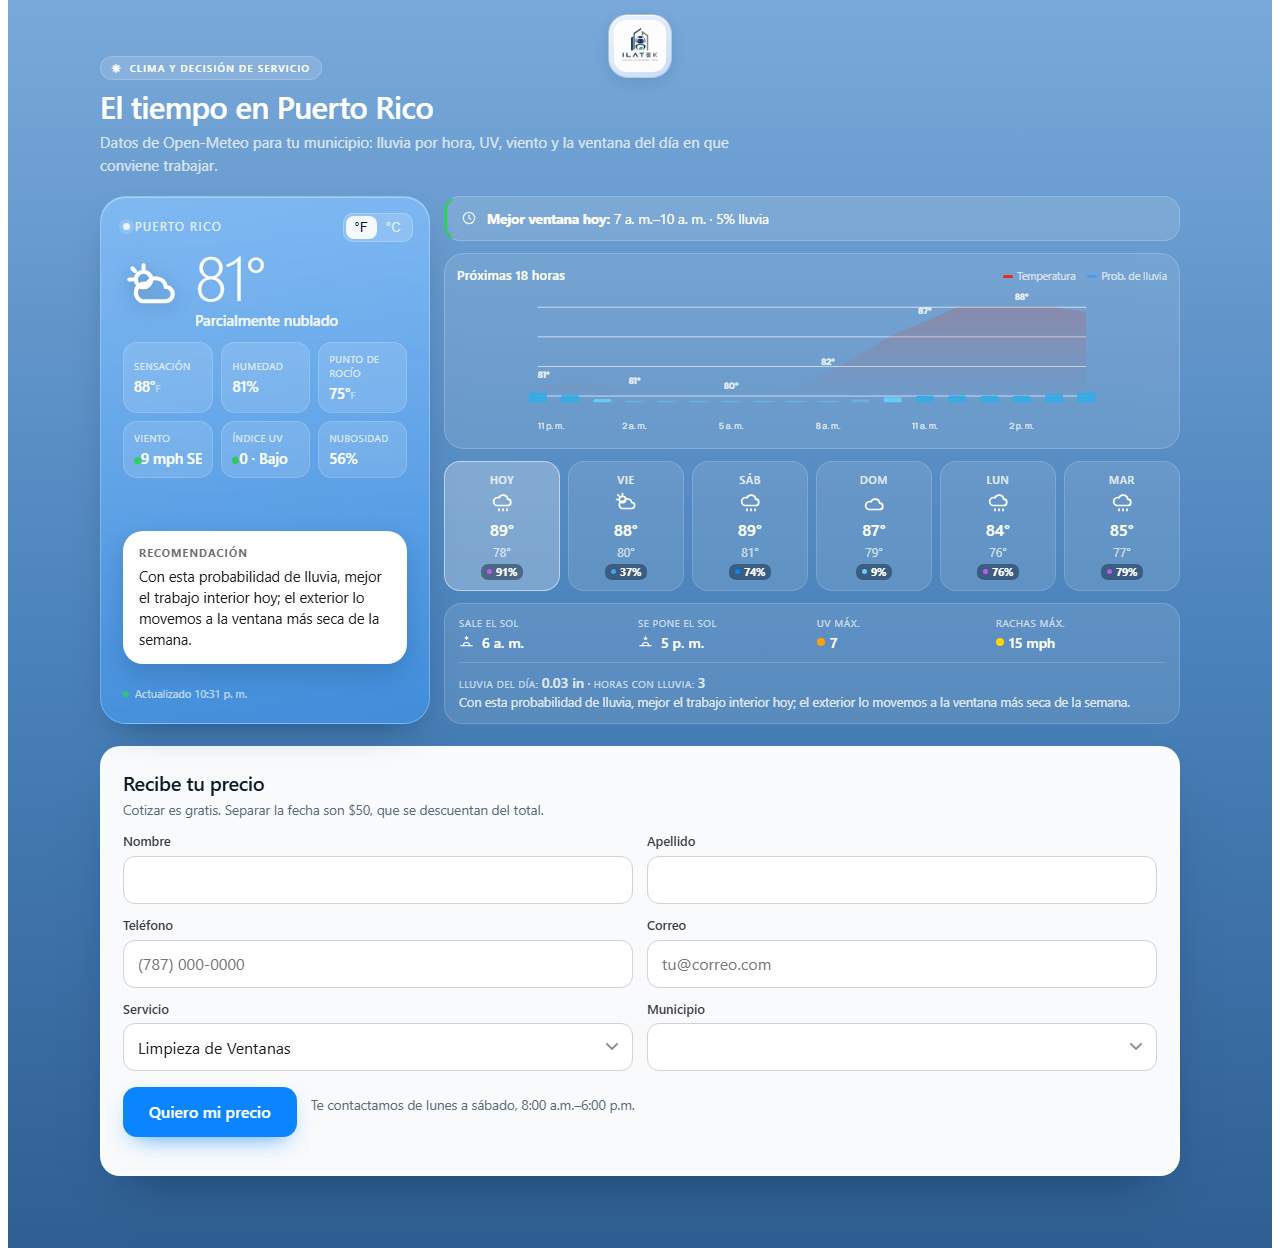 ILATEK
CLIMA Y DECISIÓN DE SERVICIO
El tiempo en Puerto Rico
Datos de Open-Meteo para tu municipio: lluvia por hora, UV, viento y la ventana del día en que
conviene trabajar.
PUERTO RICO
°F °C
81°
Parcialmente nublado
SENSACIÓN
88°F
HUMEDAD
81%
PUNTO DE
ROCÍO
75°F
VIENTO
9 mph SE
ÍNDICE UV
0 · Bajo
NUBOSIDAD
56%
RECOMENDACIÓN
Con esta probabilidad de lluvia, mejor
el trabajo interior hoy; el exterior lo
movemos a la ventana más seca de la
semana.
Actualizado 10:31 p. m.
Mejor ventana hoy: 7 a. m.–10 a. m. · 5% lluvia
Próximas 18 horas
Temperatura Prob. de lluvia
81° 81° 80° 82° 87° 88°
11 p. m. 2 a. m. 5 a. m. 8 a. m. 11 a. m. 2 p. m.
HOY
89°
78°
91%
VIE
88°
80°
37%
SÁB
89°
81°
74%
DOM
87°
79°
9%
LUN
84°
76°
76%
MAR
85°
77°
79%
SALE EL SOL
6 a. m.
SE PONE EL SOL
5 p. m.
UV MÁX.
7
RACHAS MÁX.
15 mph
LLUVIA DEL DÍA: 0.03 in · HORAS CON LLUVIA: 3
Con esta probabilidad de lluvia, mejor el trabajo interior hoy; el exterior lo movemos a la ventana más seca de la semana.
Recibe tu precio
Cotizar es gratis. Separar la fecha son $50, que se descuentan del total.
Nombre
Apellido
Teléfono
(787) 000-0000
Correo
tu@correo.com
Servicio
Limpieza de Ventanas
Municipio
Quiero mi precio
Te contactamos de lunes a sábado, 8:00 a.m.–6:00 p.m.